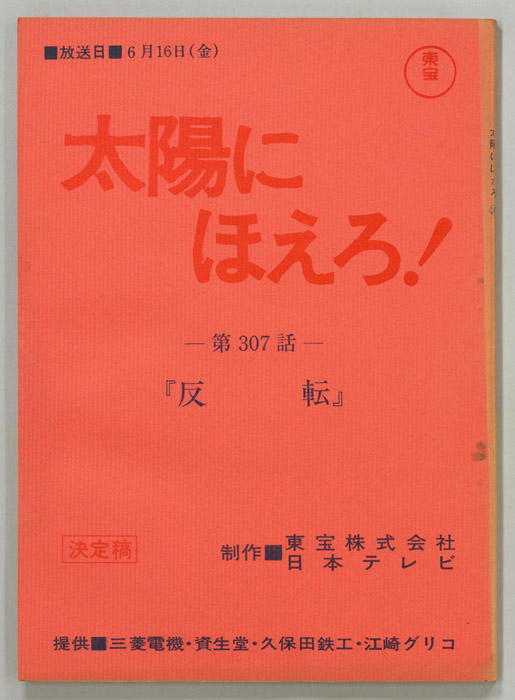 ■放送日■ 6月16日(金)
東宝
太陽に
ほえろ!
─ 第307話 ─
『反 転』
決定稿
制作■東宝株式会社
日本テレビ
提供■三菱電機・資生堂・久保田鉄工・江崎グリコ